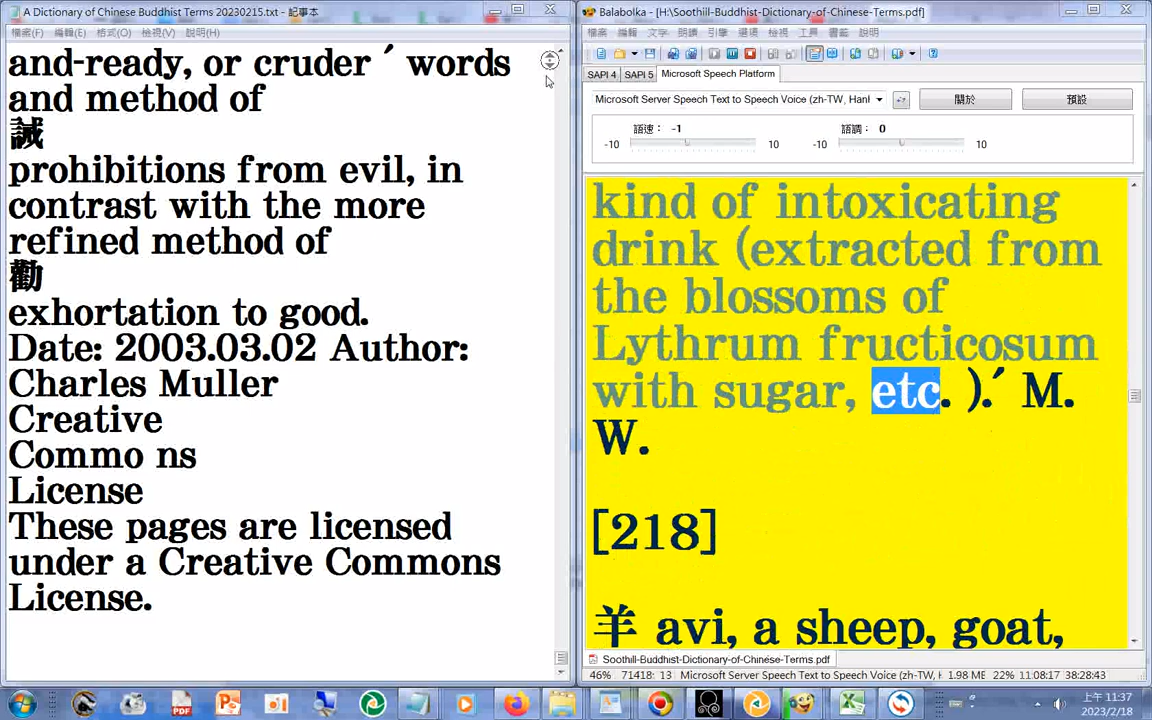 A Dictionary of Chinese Buddhist Terms 20230215.txt - 記事本
檔案(F) 編輯(E) 格式(O) 檢視(V) 說明(H)
and-ready, or cruder ´ words
and method of
誡
prohibitions from evil, in
contrast with the more
refined method of
勸
exhortation to good.
Date: 2003.03.02 Author:
Charles Muller
Creative
Commo ns
License
These pages are licensed
under a Creative Commons
License.
Balabolka - [H:\Soothill-Buddhist-Dictionary-of-Chinese-Terms.pdf]
檔案 編輯 文字 朗讀 引擎 選項 檢視 工具 書籤 說明
SAPI 4 SAPI 5 Microsoft Speech Platform
Microsoft Server Speech Text to Speech Voice (zh-TW, Hanl
關於 預設
語速： -1 語調： 0
-10 10 -10 10
kind of intoxicating
drink (extracted from
the blossoms of
Lythrum fructicosum
with sugar, etc. ).´ M.
W.
[218]
羊 avi, a sheep, goat,
Soothill-Buddhist-Dictionary-of-Chinese-Terms.pdf
46% 71418: 13 Microsoft Server Speech Text to Speech Voice (zh-TW, H 1.98 MB 22% 11:08:17 38:28:43
PDF
上午 11:37
2023/2/18